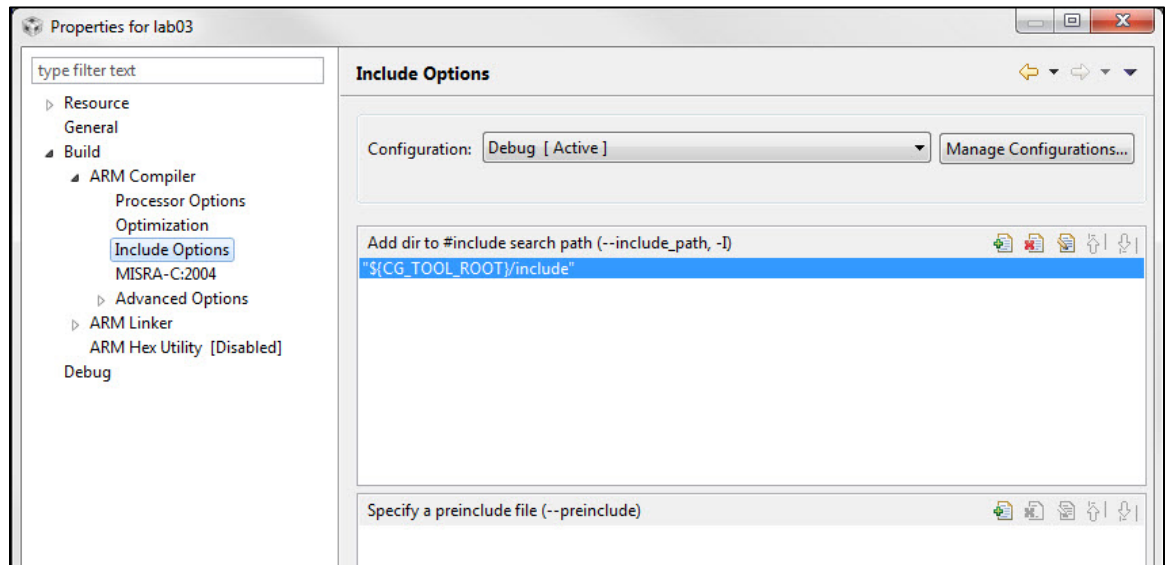 Properties for lab03
type filter text
Resource
General
Build
ARM Compiler
Processor Options
Optimization
Include Options
MISRA-C:2004
Advanced Options
ARM Linker
ARM Hex Utility [Disabled]
Debug
Include Options
Configuration: Debug [ Active ] Manage Configurations...
Add dir to #include search path (--include_path, -I)
"${CG_TOOL_ROOT}/include"
Specify a preinclude file (--preinclude)